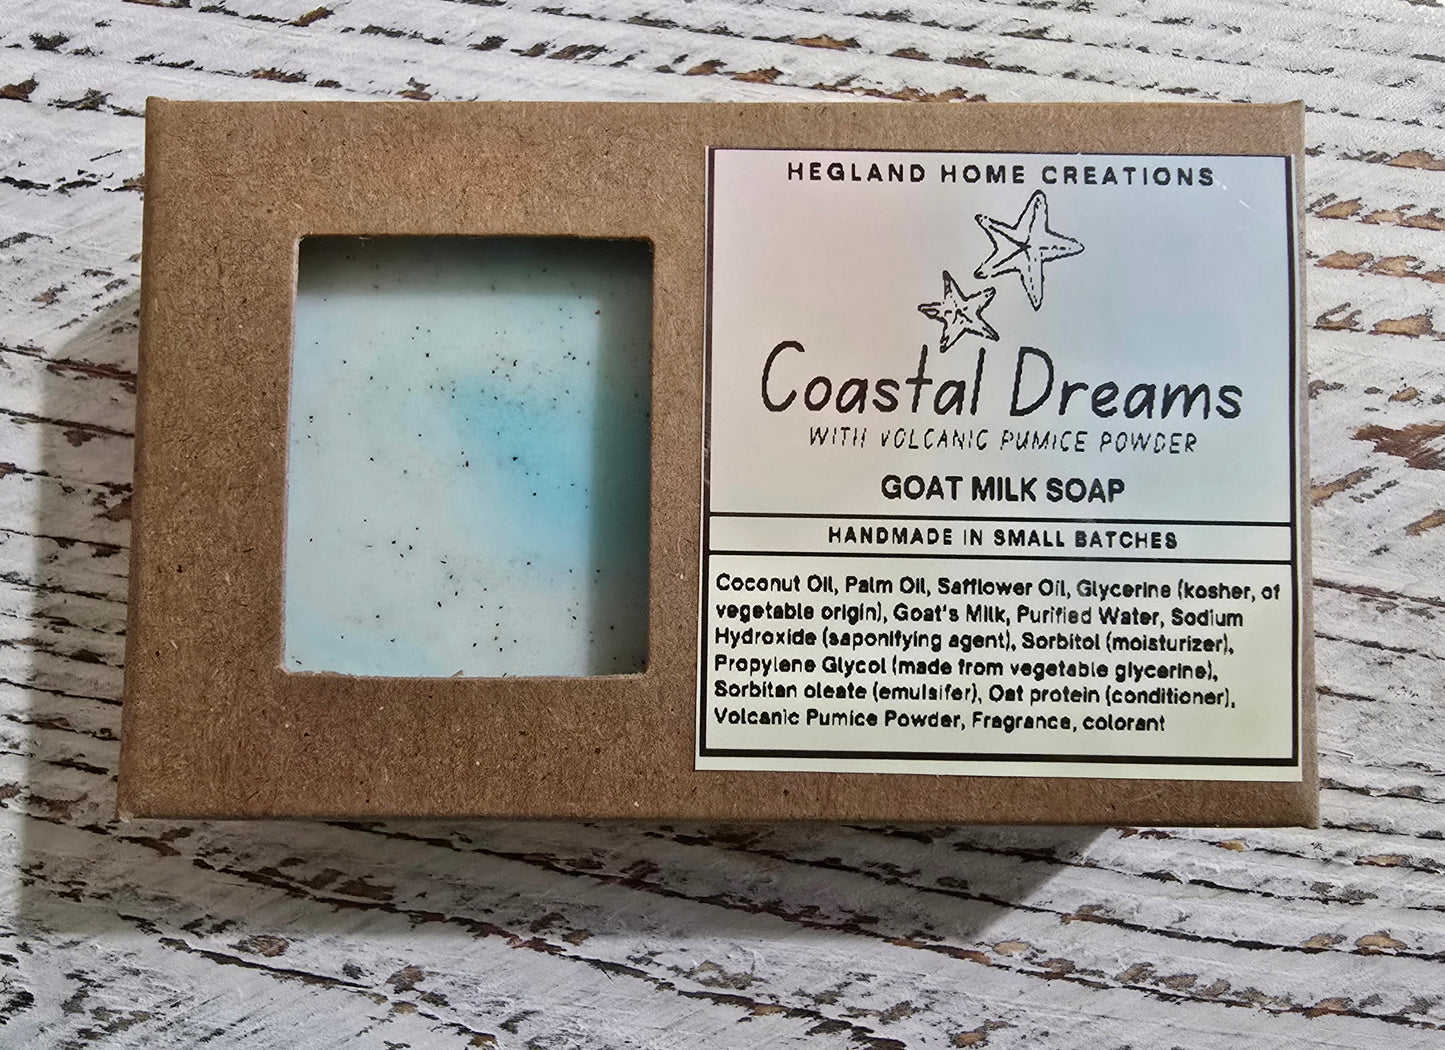 HEGLAND HOME CREATIONS
Coastal Dreams
WITH VOLCANIC PUMICE POWDER
GOAT MILK SOAP
HANDMADE IN SMALL BATCHES
Coconut Oil, Palm Oil, Safflower Oil, Glycerine (kosher, of
vegetable origin), Goat's Milk, Purified Water, Sodium
Hydroxide (saponifying agent), Sorbitol (moisturizer),
Propylene Glycol (made from vegetable glycerine),
Sorbitan oleate (emulsifer), Oat protein (conditioner),
Volcanic Pumice Powder, Fragrance, colorant